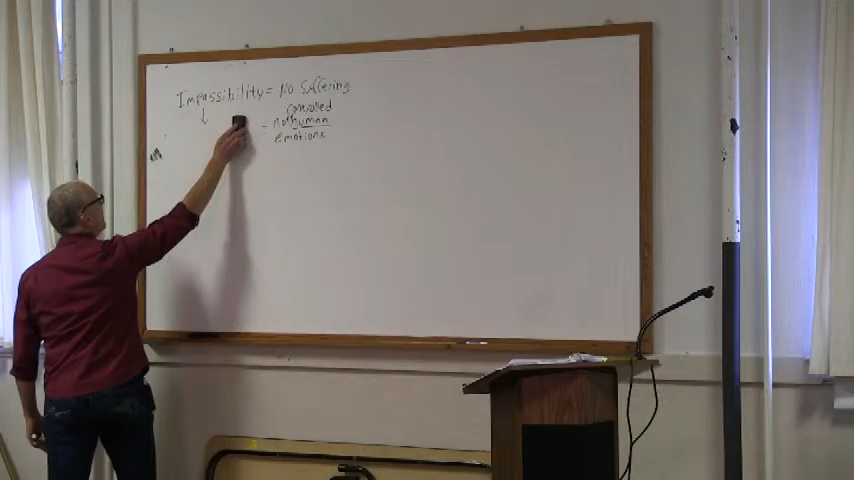 Impassibility = No Suffering
↓ controlled
= not human
emotions